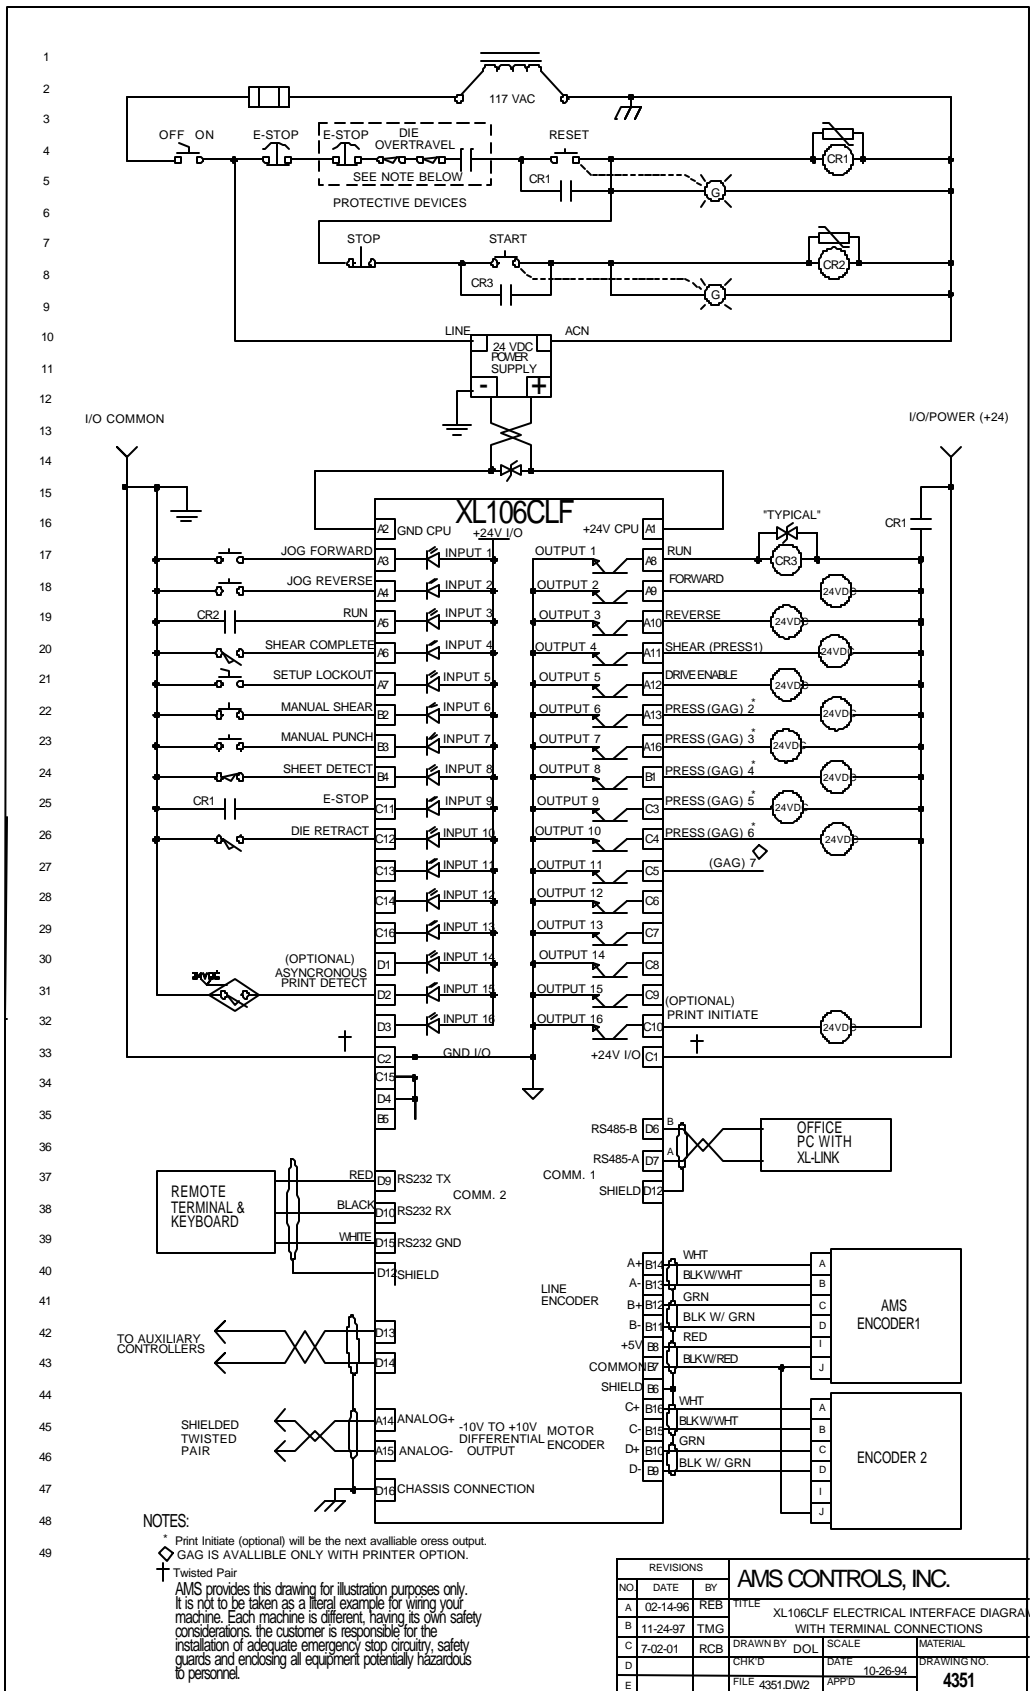 1
2
117 VAC
3
OFF ON E-STOP E-STOP DIE OVERTRAVEL RESET
4
CR1
SEE NOTE BELOW
5
CR1
G
PROTECTIVE DEVICES
6
7
STOP START
CR2
8
CR3
G
9
10
LINE ACN
24 VDC
POWER
SUPPLY
11
- +
12
I/O COMMON I/O/POWER (+24)
13
14
15
XL106CLF
16
A2 GND CPU +24V I/O +24V CPU A1 "TYPICAL" CR1
17
JOG FORWARD A3 INPUT 1 OUTPUT 1 A8 RUN CR3
18
JOG REVERSE A4 INPUT 2 OUTPUT 2 A9 FORWARD 24VDC
19
CR2 RUN A5 INPUT 3 OUTPUT 3 A10 REVERSE 24VDC
20
SHEAR COMPLETE A6 INPUT 4 OUTPUT 4 A11 SHEAR (PRESS1) 24VDC
21
SETUP LOCKOUT A7 INPUT 5 OUTPUT 5 A12 DRIVE ENABLE 24VDC
22
MANUAL SHEAR B2 INPUT 6 OUTPUT 6 A13 PRESS (GAG) 2 * 24VDC
23
MANUAL PUNCH B3 INPUT 7 OUTPUT 7 A16 PRESS (GAG) 3 * 24VDC
24
SHEET DETECT B4 INPUT 8 OUTPUT 8 B1 PRESS (GAG) 4 * 24VDC
25
CR1 E-STOP C11 INPUT 9 OUTPUT 9 C3 PRESS (GAG) 5 * 24VDC
26
DIE RETRACT C12 INPUT 10 OUTPUT 10 C4 PRESS (GAG) 6 * 24VDC
27
C13 INPUT 11 OUTPUT 11 C5 (GAG) 7
28
C14 INPUT 12 OUTPUT 12 C6
29
C16 INPUT 13 OUTPUT 13 C7
30
(OPTIONAL)
ASYNCRONOUS
PRINT DETECT
D1 INPUT 14 OUTPUT 14 C8
31
24VDC D2 INPUT 15 OUTPUT 15 C9
32
D3 INPUT 16 OUTPUT 16 C10 (OPTIONAL)
PRINT INITIATE 24VDC
33
† C2 GND I/O +24V I/O C1 †
34
C15
D4
35
B5
RS485-B D6 B
OFFICE
PC WITH
XL-LINK
36
RS485-A D7 A
COMM. 1
37
RED D9 RS232 TX
SHIELD D12
REMOTE
TERMINAL &
KEYBOARD
COMM. 2
38
BLACK D10 RS232 RX
39
WHITE D15 RS232 GND
40
D12 SHIELD
A+ B14 WHT A
A- B13 BLK W/WHT B
LINE
ENCODER
41
B+ B12 GRN C
AMS
ENCODER1
42
D13
B- B11 BLK W/ GRN D
TO AUXILIARY
CONTROLLERS
+5V B8 RED I
43
D14
COMMON B7 BLK W/RED J
44
SHIELD B6
C+ B16 WHT A
45
SHIELDED
TWISTED
PAIR
A14 ANALOG+
-10V TO +10V
DIFFERENTIAL
OUTPUT
MOTOR
ENCODER
C- B15 BLK W/WHT B
46
A15 ANALOG-
D+ B10 GRN C
ENCODER 2
D- B9 BLK W/ GRN D
47
D16 CHASSIS CONNECTION
I
48
J
NOTES:
* Print Initiate (optional) will be the next avalliable oress output.
49
GAG IS AVALLIBLE ONLY WITH PRINTER OPTION.
† Twisted Pair
AMS provides this drawing for illustration purposes only.
It is not to be taken as a literal example for wiring your
machine. Each machine is different, having its own safety
considerations. the customer is responsible for the
installation of adequate emergency stop circuitry, safety
guards and enclosing all equipment potentially hazardous
to personnel.
REVISIONS
NO. DATE BY
A 02-14-96 REB
B 11-24-97 TMG
C 7-02-01 RCB
D
E
AMS CONTROLS, INC.
TITLE XL106CLF ELECTRICAL INTERFACE DIAGRAM
WITH TERMINAL CONNECTIONS
DRAWN BY DOL SCALE MATERIAL
CHK'D DATE 10-26-94 DRAWING NO.
FILE 4351.DW2 APP'D 4351